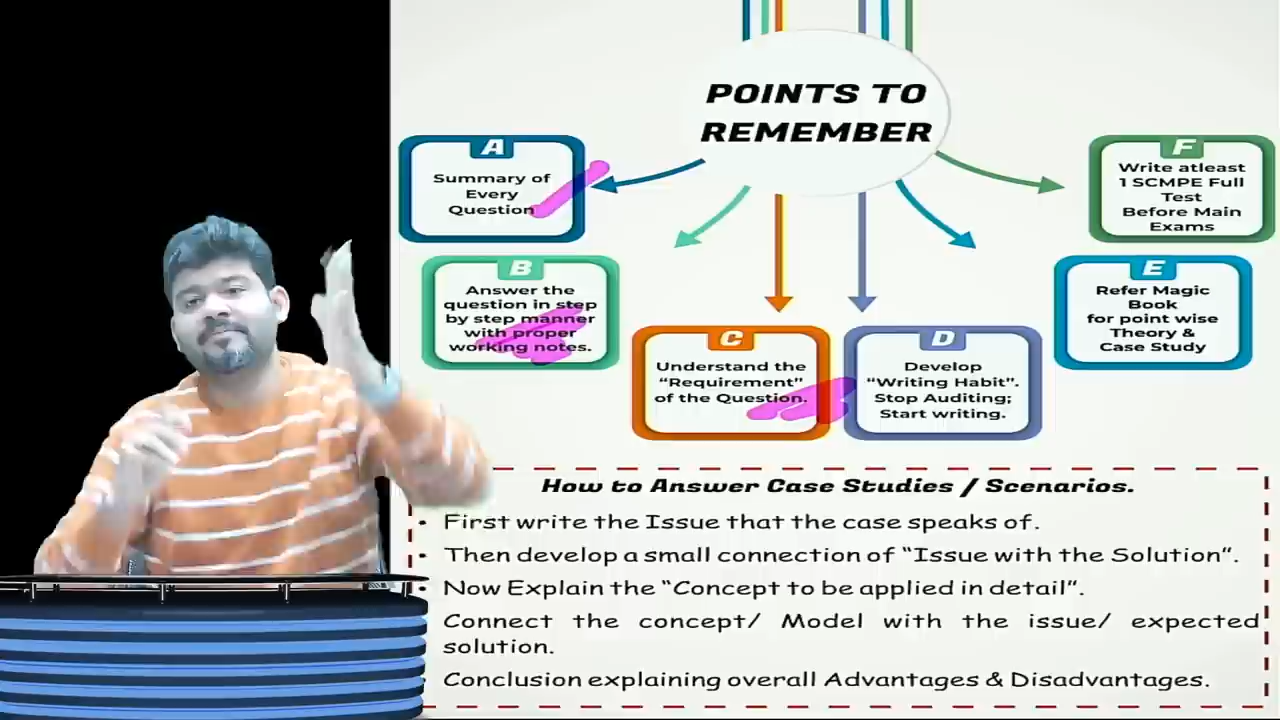 POINTS TO
REMEMBER
A
Summary of
Every
Question
B
Answer the
question in step
by step manner
with proper
working notes.
C
Understand the
“Requirement”
of the Question.
D
Develop
“Writing Habit”.
Stop Auditing;
Start writing.
E
Refer Magic
Book
for point wise
Theory &
Case Study
F
Write atleast
1 SCMPE Full
Test
Before Main
Exams
How to Answer Case Studies / Scenarios.
• First write the Issue that the case speaks of.
• Then develop a small connection of “Issue with the Solution”.
• Now Explain the “Concept to be applied in detail”.
Connect the concept/ Model with the issue/ expected
solution.
Conclusion explaining overall Advantages & Disadvantages.